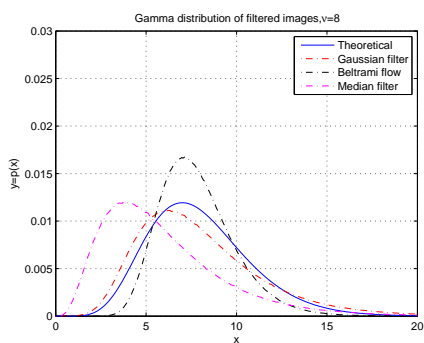 Gamma distribution of filtered images,ν=8
0.03
0.025
0.02
0.015
0.01
0.005
0
y=p(x)
Theoretical
Gaussian filter
Beltrami flow
Median filter
0 5 10 15 20
x